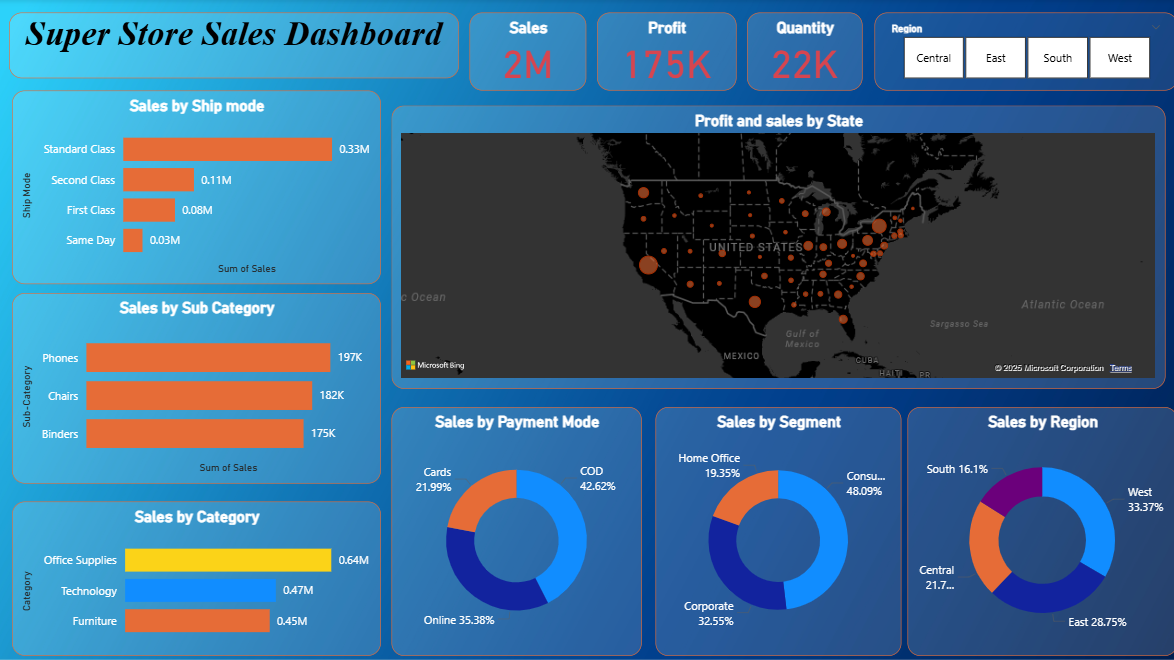 Super Store Sales Dashboard
Sales
2M
Profit
175K
Quantity
22K
Region
Central
East
South
West
Sales by Ship mode
Ship Mode
Standard Class
0.33M
Second Class
0.11M
First Class
0.08M
Same Day
0.03M
Sum of Sales
Profit and sales by State
UNITED STATES
c Ocean
Atlantic Ocean
Sargasso Sea
Gulf of
Mexico
MEXICO
CUBA
HAITI
PR
Microsoft Bing
© 2025 Microsoft Corporation
Terms
Sales by Sub Category
Sub-Category
Phones
197K
Chairs
182K
Binders
175K
Sum of Sales
Sales by Category
Category
Office Supplies
0.64M
Technology
0.47M
Furniture
0.45M
Sales by Payment Mode
Cards
21.99%
COD
42.62%
Online 35.38%
Sales by Segment
Home Office
19.35%
Consu...
48.09%
Corporate
32.55%
Sales by Region
South 16.1%
West
33.37%
Central
21.7...
East 28.75%